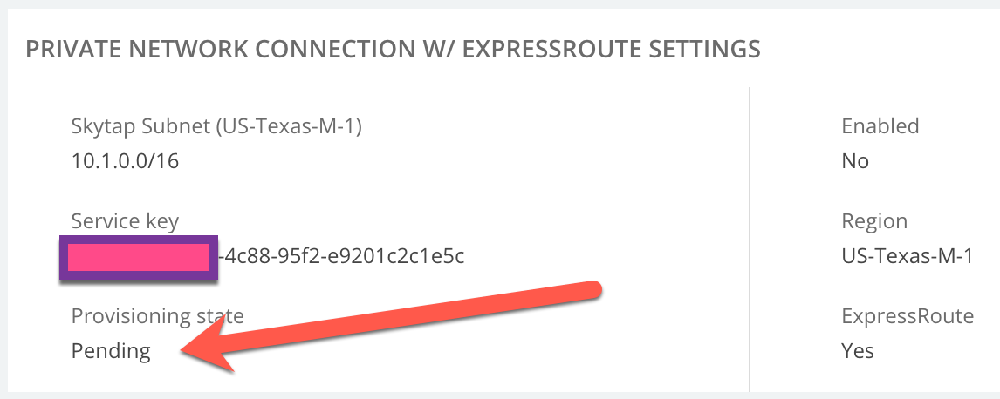 PRIVATE NETWORK CONNECTION W/ EXPRESSROUTE SETTINGS
Skytap Subnet (US-Texas-M-1)
10.1.0.0/16
Service key
-4c88-95f2-e9201c2c1e5c
Provisioning state
Pending
Enabled
No
Region
US-Texas-M-1
ExpressRoute
Yes